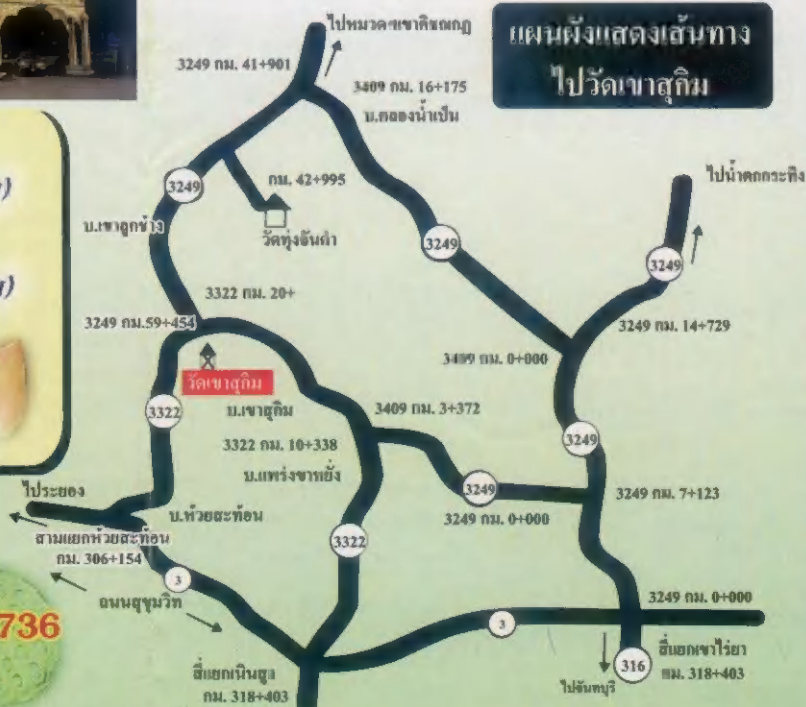 แผนผังแสดงเส้นทาง
ไปวัดเขาสุกิม
ไปหมวด-เขาคิชฌกูฏ
3249 กม. 41+901
3409 กม. 16+175
บ.คลองน้ำเป็น
ไปน้ำตกกระทิง
3249
กม. 42+995
วัดทุ่งจันดำ
บ.เขาลูกช้าง
3249
3249
3322 กม. 20+
3249 กม.59+454
3249 กม. 14+729
3409 กม. 0+000
วัดเขาสุกิม
3322
บ.เขาสุกิม
3409 กม. 3+372
3322 กม. 10+338
3249
บ.แพร่งขาหยั่ง
3249
3249 กม. 7+123
3249 กม. 0+000
ไประยอง
บ.ห้วยสะท้อน
สามแยกห้วยสะท้อน
กม. 306+154
3322
3
ถนนสุขุมวิท
736
3249 กม. 0+000
3
สี่แยกเขาไร่ยา
กม. 318+403
316
ไปจันทบุรี
สี่แยกเนินสูง
กม. 318+403